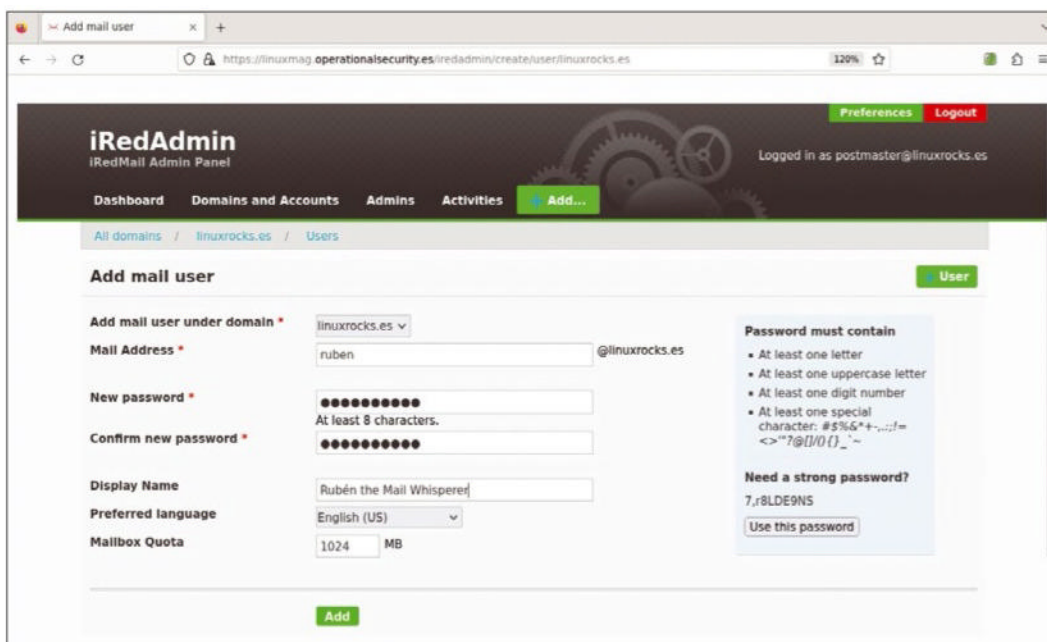 Add mail user
https://linuxmag.operationalsecurity.es/iredadmin/create/user/linuxrocks.es
120%
Preferences
Logout
iRedAdmin
iRedMail Admin Panel
Logged in as postmaster@linuxrocks.es
Dashboard
Domains and Accounts
Admins
Activities
+ Add...
All domains / linuxrocks.es / Users
Add mail user
+ User
Add mail user under domain *
linuxrocks.es
Mail Address *
ruben
@linuxrocks.es
New password *
●●●●●●●●●●
At least 8 characters.
Confirm new password *
●●●●●●●●●●
Display Name
Rubén the Mail Whisperer
Preferred language
English (US)
Mailbox Quota
1024
MB
Add
Password must contain
At least one letter
At least one uppercase letter
At least one digit number
At least one special
character: #$%&*+-,.:;!=
<>'"?@[]/(){}_`~
Need a strong password?
7,r8LDE9NS
Use this password